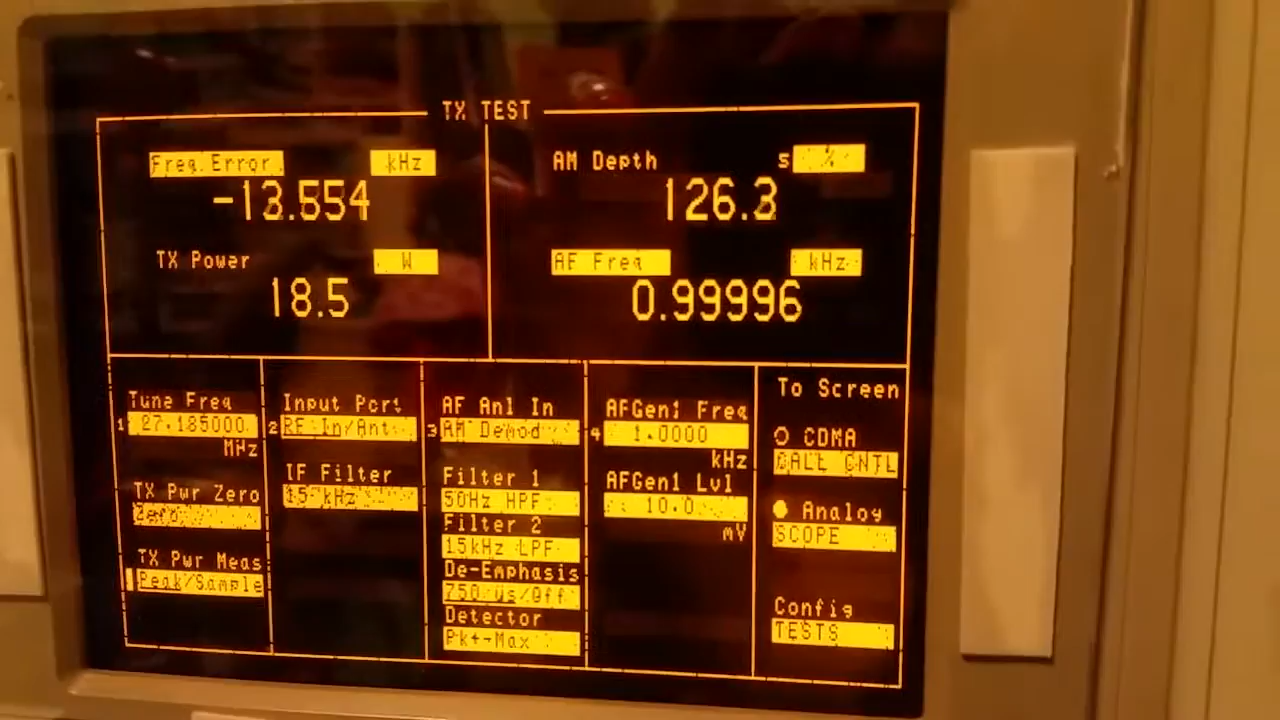 TX TEST
Freq Error kHz
-13.554
TX Power W
18.5
AM Depth s %
126.3
AF Freq kHz
0.99996
Tune Freq
1 27.185000
MHz
TX Pwr Zero
Zero
TX Pwr Meas
Peak/Sample
Input Port
2 RF In/Ant
IF Filter
15 kHz
AF Anl In
3 AM Demod
Filter 1
50Hz HPF
Filter 2
15kHz LPF
De-Emphasis
750 us/Off
Detector
Pk+-Max
AFGen1 Freq
4 1.0000
kHz
AFGen1 Lvl
10.0
mV
To Screen
CDMA
CALL CNTL
Analog
SCOPE
Config
TESTS